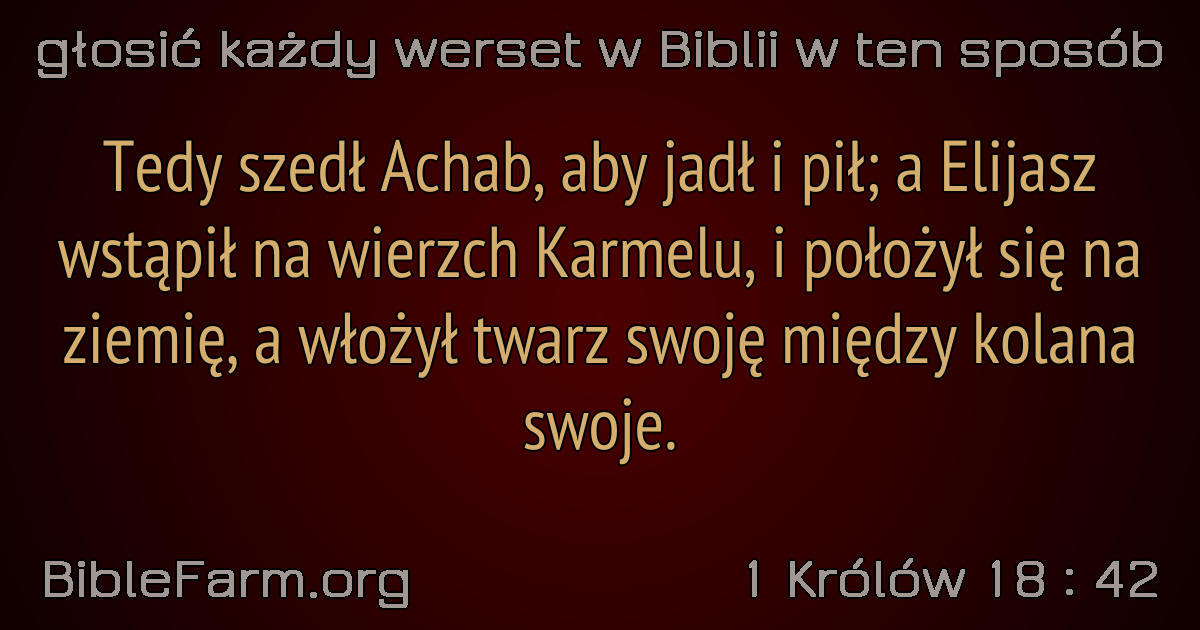 głosić każdy werset w Biblii w ten sposób
Tedy szedł Achab, aby jadł i pił; a Elijasz
wstąpił na wierzch Karmelu, i położył się na
ziemię, a włożył twarz swoję między kolana
swoje.
BibleFarm.org
1 Królów 18 : 42